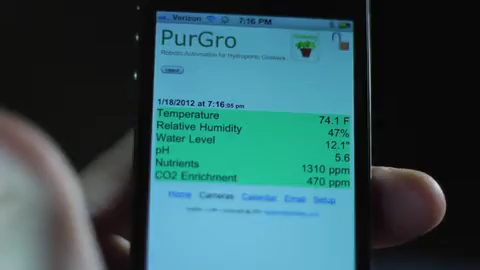 Verizon 7:16 PM
PurGro
Robotic Automation for Hydroponic Growers
1/18/2012 at 7:16:05 pm
Temperature 74.1 F
Relative Humidity 47%
Water Level 12.1"
pH 5.6
Nutrients 1310 ppm
CO2 Enrichment 470 ppm
Home Cameras Calendar Email Setup